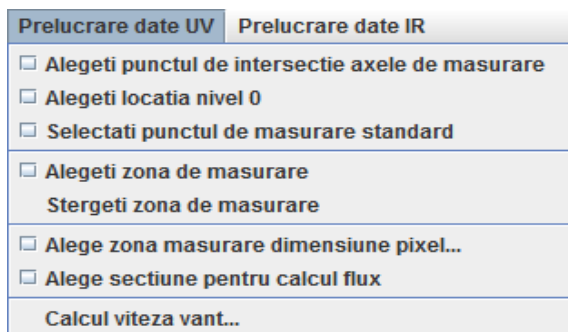 Prelucrare date UV Prelucrare date IR
Alegeti punctul de intersectie axele de masurare
Alegeti locatia nivel 0
Selectati punctul de masurare standard
Alegeti zona de masurare
Stergeti zona de masurare
Alege zona masurare dimensiune pixel...
Alege sectiune pentru calcul flux
Calcul viteza vant...